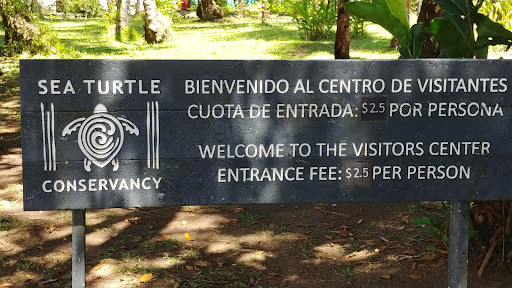 SEA TURTLE
CONSERVANCY
BIENVENIDO AL CENTRO DE VISITANTES
CUOTA DE ENTRADA: $2.5 POR PERSONA
WELCOME TO THE VISITORS CENTER
ENTRANCE FEE: $2.5 PER PERSON